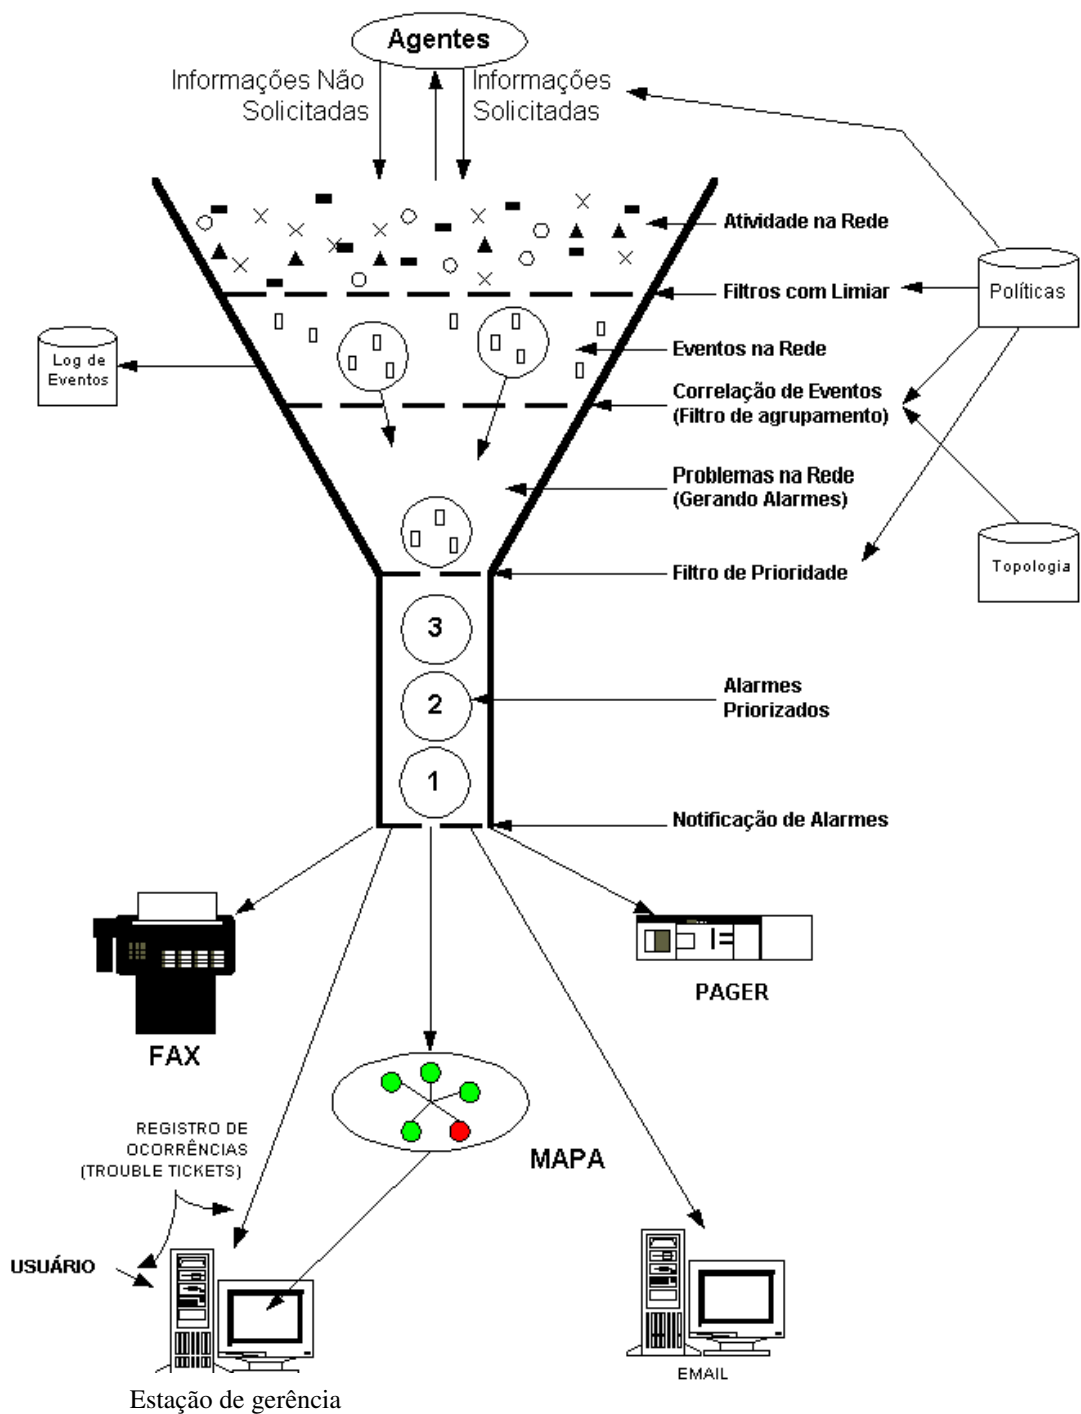 Agentes
Informações Não
Solicitadas
Informações
Solicitadas
Atividade na Rede
Filtros com Limiar
Políticas
Eventos na Rede
Log de
Eventos
Correlação de Eventos
(Filtro de agrupamento)
Problemas na Rede
(Gerando Alarmes)
Filtro de Prioridade
Topologia
3
2
1
Alarmes
Priorizados
Notificação de Alarmes
FAX
PAGER
MAPA
REGISTRO DE
OCORRÊNCIAS
(TROUBLE TICKETS)
USUÁRIO
EMAIL
Estação de gerência